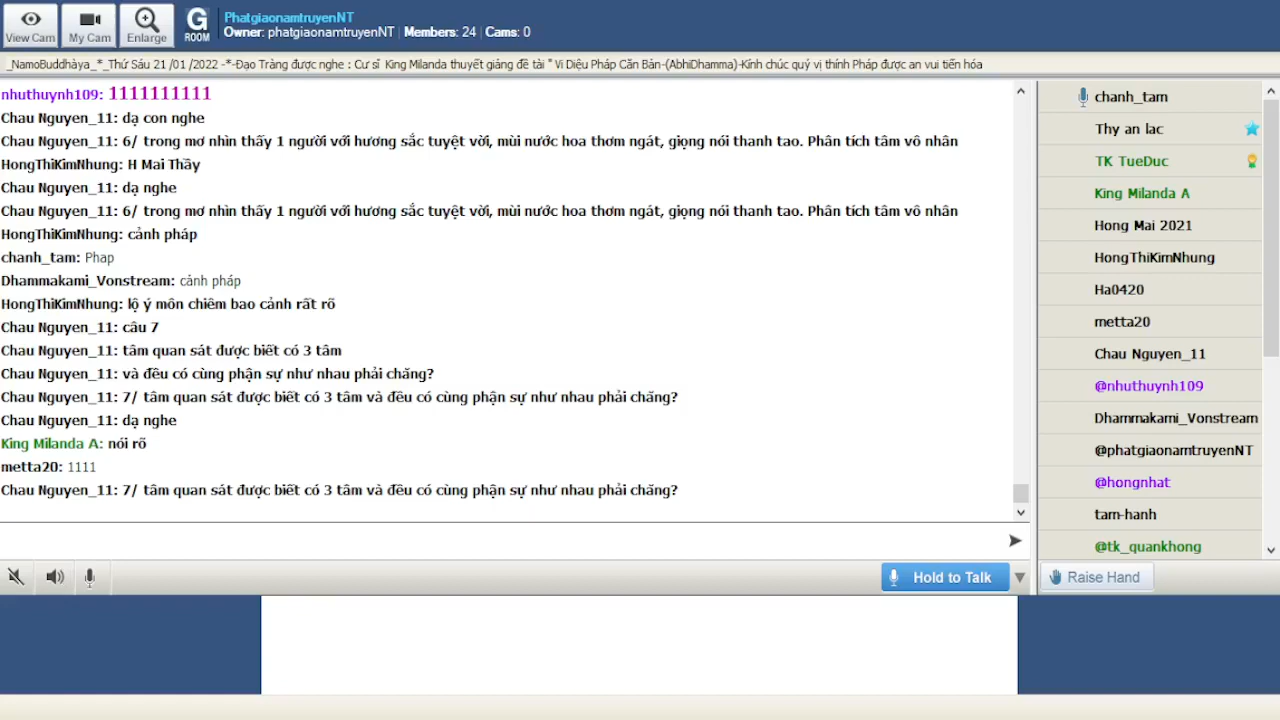 View Cam
My Cam
Enlarge
G
ROOM
PhatgiaonamtruyenNT
Owner: phatgiaonamtruyenNT | Members: 24 | Cams: 0
_NamoBuddhàya_*_Thứ Sáu 21 /01 /2022 -*-Đạo Tràng được nghe : Cư sĩ King Milanda thuyết giảng đề tài " Vi Diệu Pháp Căn Bản-(AbhiDhamma)-Kính chúc quý vị thính Pháp được an vui tiến hóa
nhuthuynh109: 1111111111
Chau Nguyen_11: dạ con nghe
Chau Nguyen_11: 6/ trong mơ nhìn thấy 1 người với hương sắc tuyệt vời, mùi nước hoa thơm ngát, giọng nói thanh tao. Phân tích tâm vô nhân
HongThiKimNhung: H Mai Thầy
Chau Nguyen_11: dạ nghe
Chau Nguyen_11: 6/ trong mơ nhìn thấy 1 người với hương sắc tuyệt vời, mùi nước hoa thơm ngát, giọng nói thanh tao. Phân tích tâm vô nhân
HongThiKimNhung: cảnh pháp
chanh_tam: Phap
Dhammakami_Vonstream: cảnh pháp
HongThiKimNhung: lộ ý môn chiêm bao cảnh rất rõ
Chau Nguyen_11: câu 7
Chau Nguyen_11: tâm quan sát được biết có 3 tâm
Chau Nguyen_11: và đều có cùng phận sự như nhau phải chăng?
Chau Nguyen_11: 7/ tâm quan sát được biết có 3 tâm và đều có cùng phận sự như nhau phải chăng?
Chau Nguyen_11: dạ nghe
King Milanda A: nói rõ
metta20: 1111
Chau Nguyen_11: 7/ tâm quan sát được biết có 3 tâm và đều có cùng phận sự như nhau phải chăng?
Hold to Talk
chanh_tam
Thy an lac
TK TueDuc
King Milanda A
Hong Mai 2021
HongThiKimNhung
Ha0420
metta20
Chau Nguyen_11
@nhuthuynh109
Dhammakami_Vonstream
@phatgiaonamtruyenNT
@hongnhat
tam-hanh
@tk_quankhong
Raise Hand